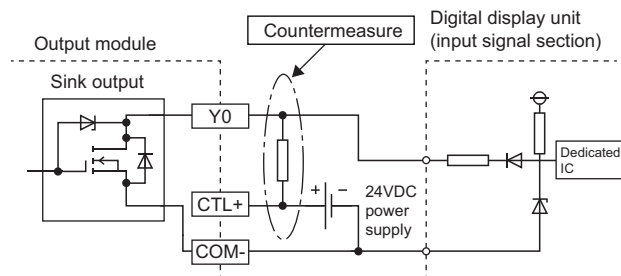 Countermeasure
Digital display unit
(input signal section)
Output module
Sink output
Y0
Dedicated
IC
CTL+
+
−
24VDC
power
supply
COM-